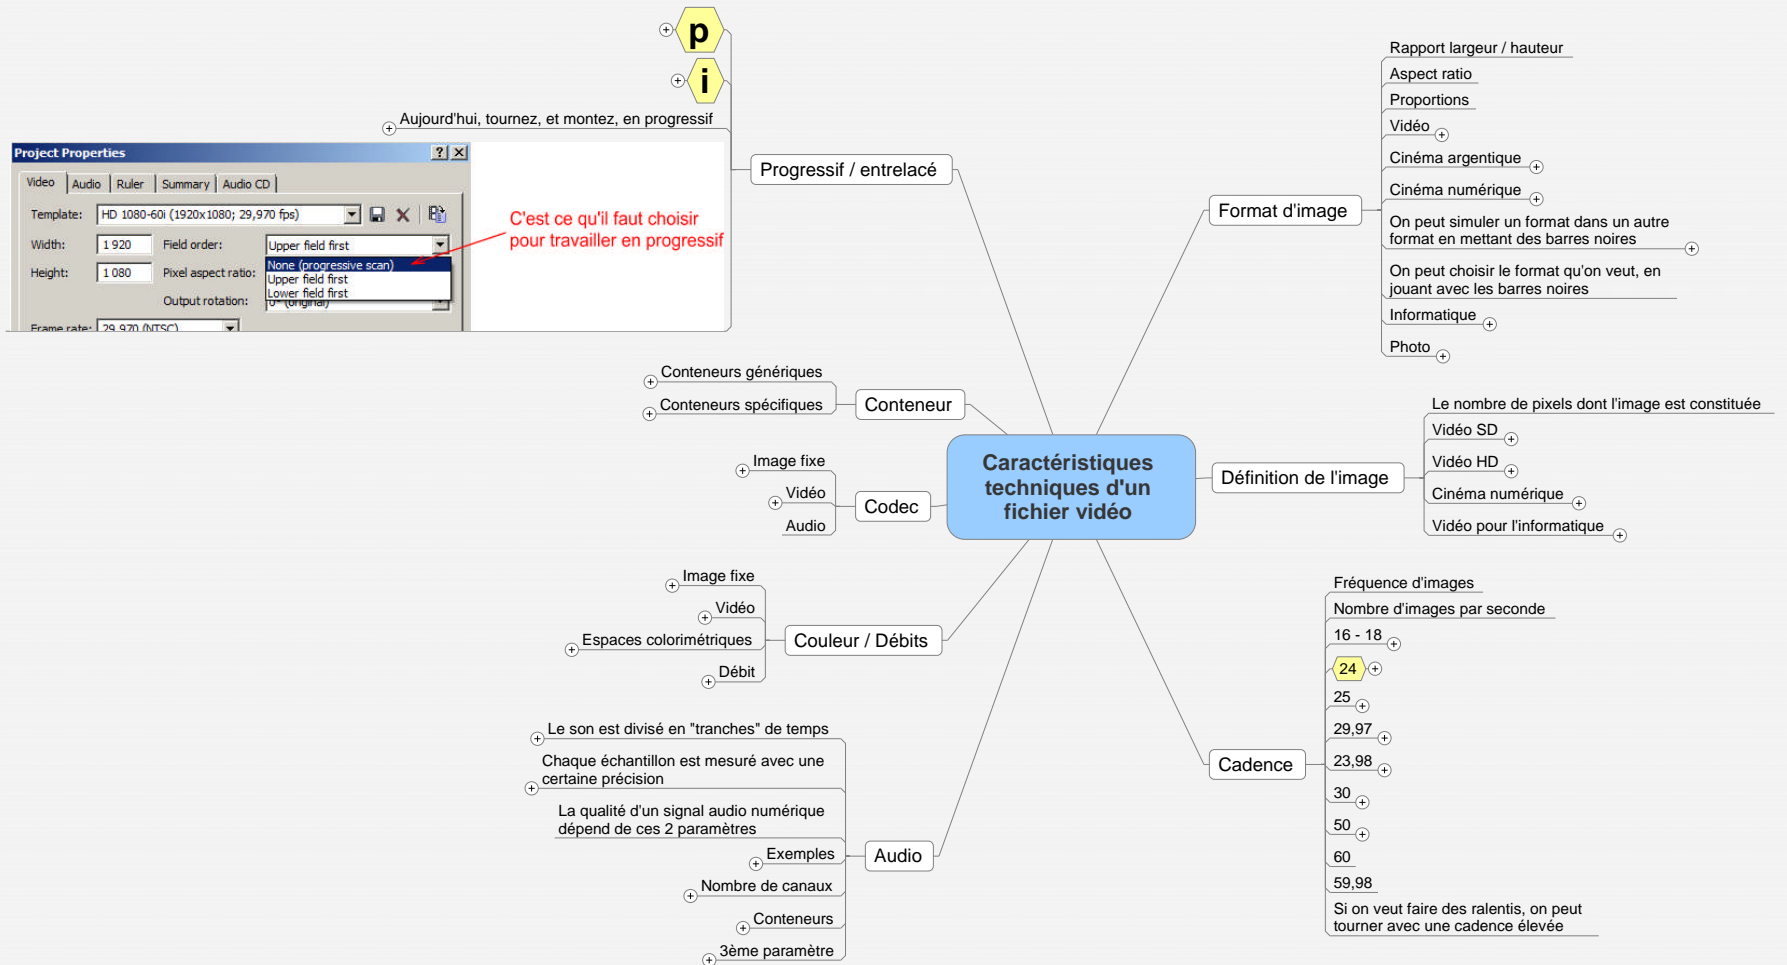 p
i
Aujourd'hui, tournez, et montez, en progressif
Project Properties
Video Audio Ruler Summary Audio CD
Template: HD 1080-60i (1920x1080; 29,970 fps)
Width: 1 920 Field order: Upper field first
Height: 1 080 Pixel aspect ratio: None (progressive scan)
Upper field first
Lower field first
Output rotation: 0° (original)
Frame rate: 29,970 (NTSC)
C'est ce qu'il faut choisir
pour travailler en progressif
Progressif / entrelacé
Conteneurs génériques
Conteneurs spécifiques
Conteneur
Image fixe
Vidéo
Audio
Codec
Image fixe
Vidéo
Espaces colorimétriques
Débit
Couleur / Débits
Le son est divisé en "tranches" de temps
Chaque échantillon est mesuré avec une
certaine précision
La qualité d'un signal audio numérique
dépend de ces 2 paramètres
Exemples
Nombre de canaux
Conteneurs
3ème paramètre
Audio
Caractéristiques
techniques d'un
fichier vidéo
Format d'image
Rapport largeur / hauteur
Aspect ratio
Proportions
Vidéo
Cinéma argentique
Cinéma numérique
On peut simuler un format dans un autre
format en mettant des barres noires
On peut choisir le format qu'on veut, en
jouant avec les barres noires
Informatique
Photo
Définition de l'image
Le nombre de pixels dont l'image est constituée
Vidéo SD
Vidéo HD
Cinéma numérique
Vidéo pour l'informatique
Cadence
Fréquence d'images
Nombre d'images par seconde
16 - 18
24
25
29,97
23,98
30
50
60
59,98
Si on veut faire des ralentis, on peut
tourner avec une cadence élevée